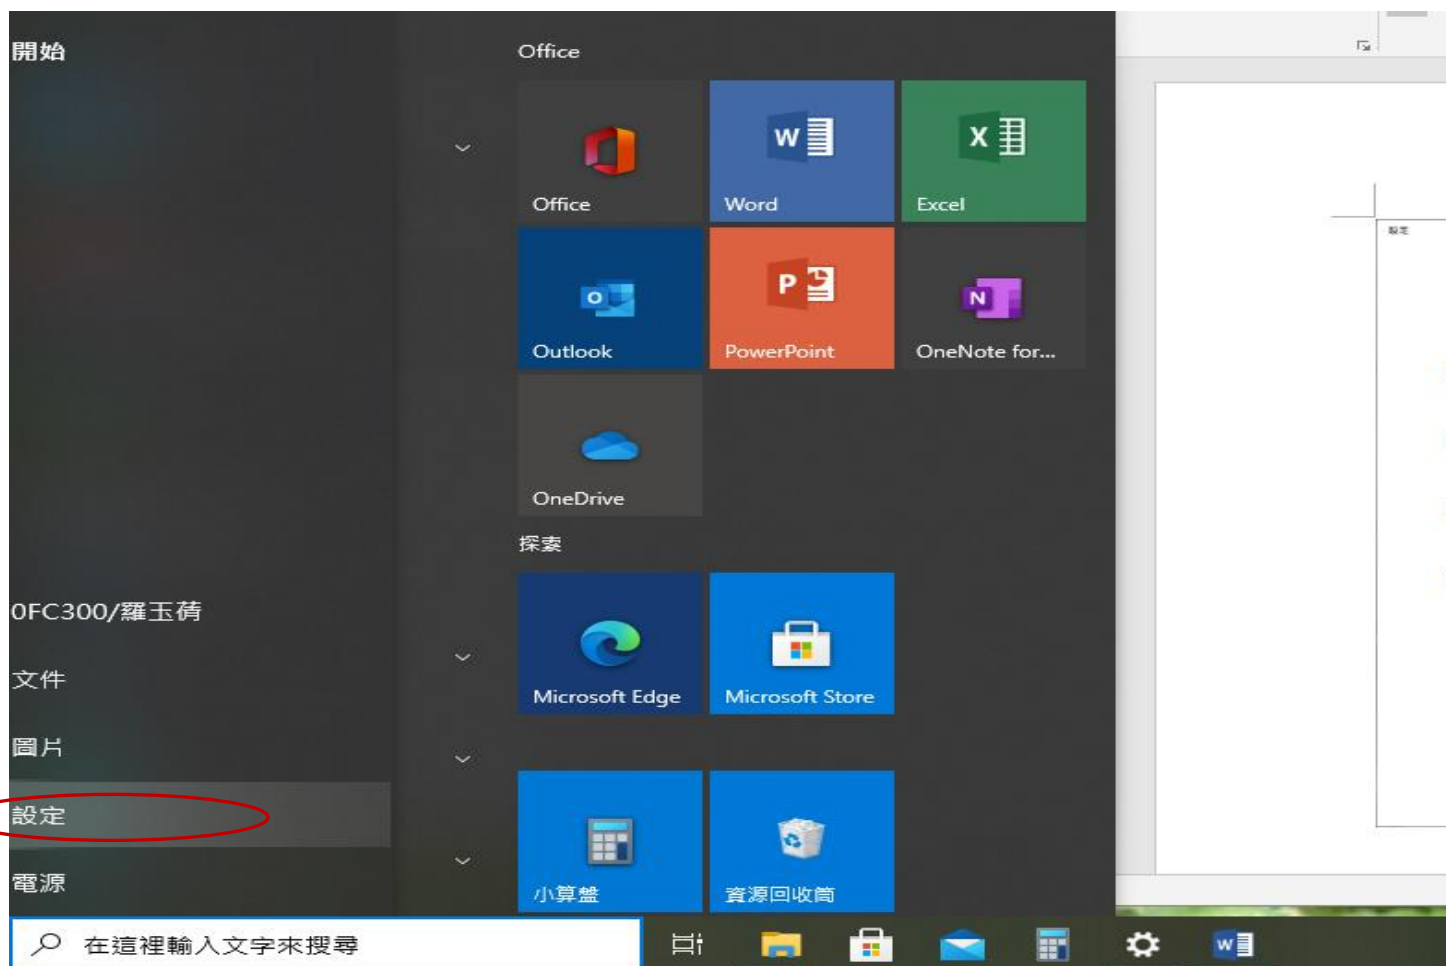 開始
Office
Office
Word
Excel
設定
Outlook
PowerPoint
OneNote for...
OneDrive
探索
0FC300/羅玉蒨
文件
Microsoft Edge
Microsoft Store
圖片
設定
電源
小算盤
資源回收筒
在這裡輸入文字來搜尋